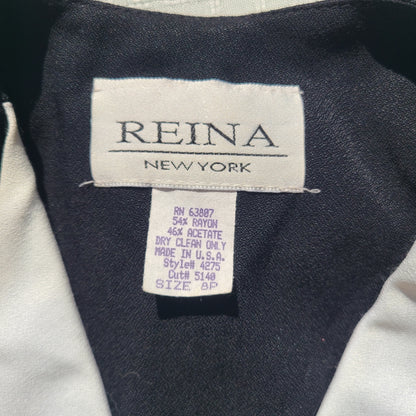 REINA
NEW YORK
RN 63807
54% RAYON
46% ACETATE
DRY CLEAN ONLY
MADE IN U.S.A.
Style# 4275
Cut# 5140
SIZE 8P